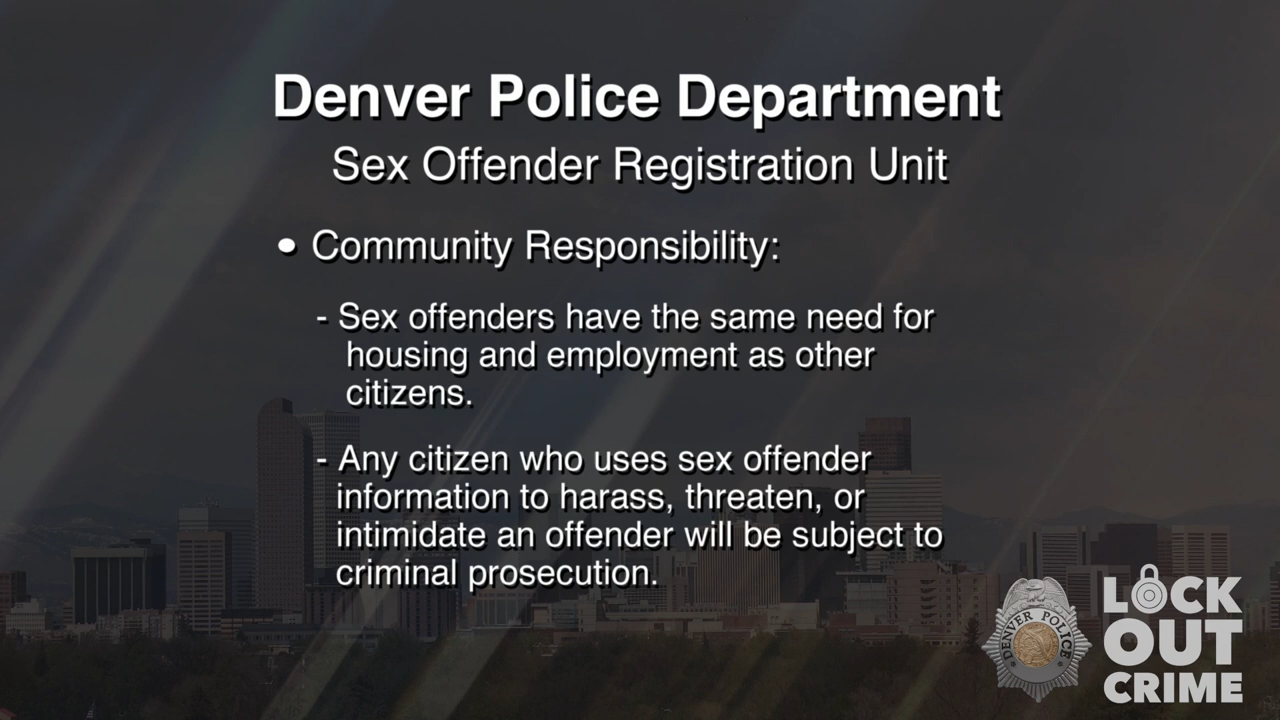 Denver Police Department
Sex Offender Registration Unit
• Community Responsibility:
- Sex offenders have the same need for
housing and employment as other
citizens.
- Any citizen who uses sex offender
information to harass, threaten, or
intimidate an offender will be subject to
criminal prosecution.
DENVER POLICE
LOCK
OUT
CRIME